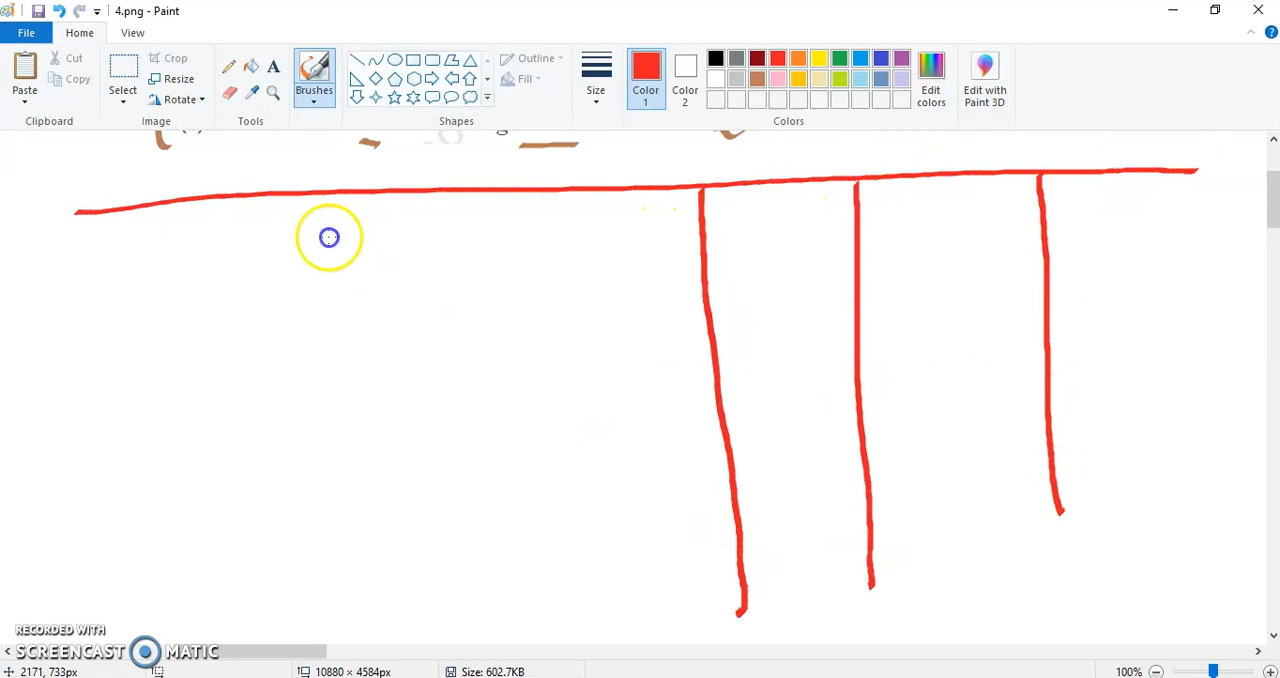 4.png - Paint
File Home View
Paste
Cut
Copy
Clipboard
Select
Crop
Resize
Rotate
Image
A
Tools
Brushes
Outline
Fill
Shapes
Size
Color 1
Color 2
Edit colors
Edit with Paint 3D
Colors
RECORDED WITH
SCREENCAST MATIC
2171, 733px
10880 × 4584px
Size: 602.7KB
100%